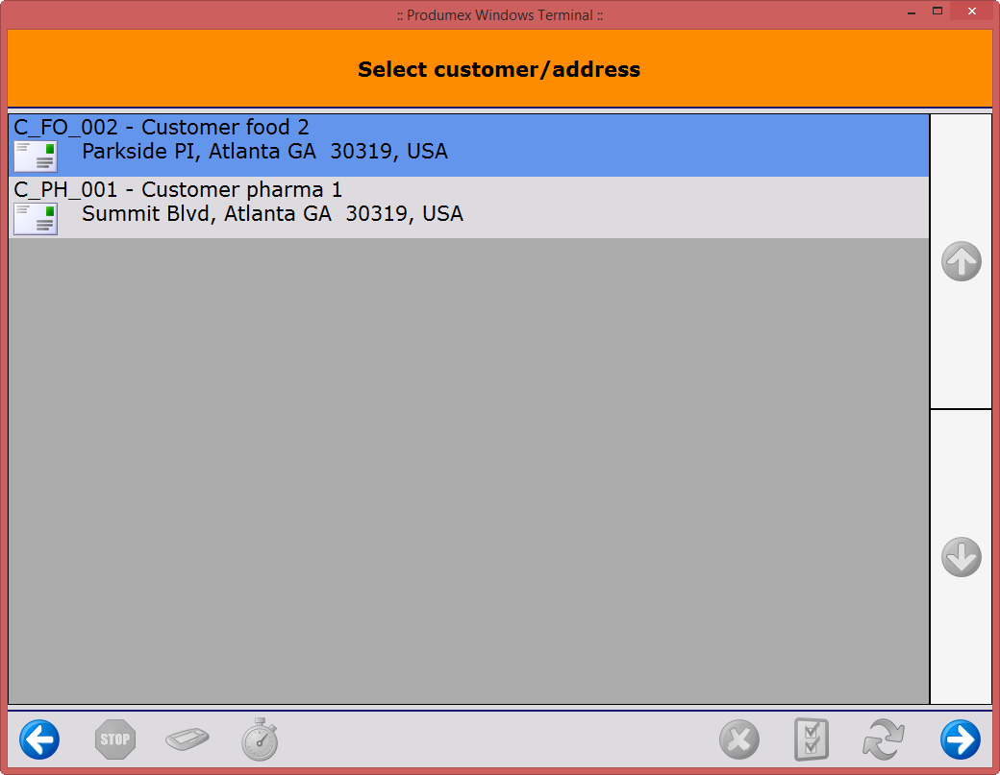 :: Produmex Windows Terminal ::
Select customer/address
C_FO_002 - Customer food 2
Parkside PI, Atlanta GA  30319, USA
C_PH_001 - Customer pharma 1
Summit Blvd, Atlanta GA  30319, USA
STOP